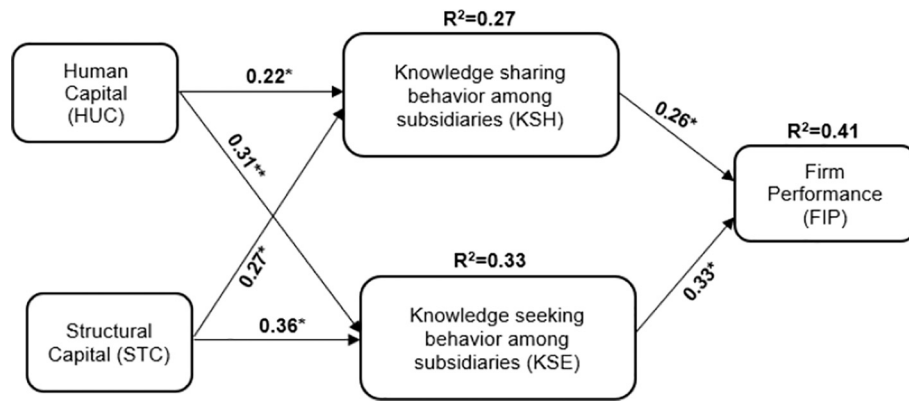 R²=0.27
Human
Capital
(HUC)
0.22*
Knowledge sharing
behavior among
subsidiaries (KSH)
0.26*
R²=0.41
0.31**
Firm
Performance
(FIP)
0.27*
R²=0.33
0.33*
Structural
Capital (STC)
0.36*
Knowledge seeking
behavior among
subsidiaries (KSE)